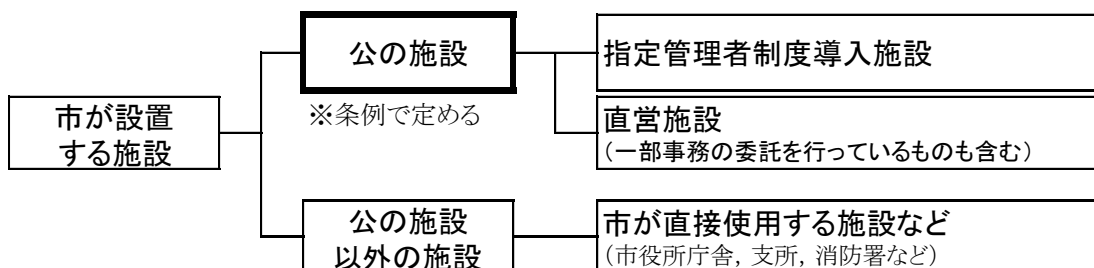 市が設置
する施設
公の施設
※条例で定める
指定管理者制度導入施設
直営施設
（一部事務の委託を行っているものも含む）
公の施設
以外の施設
市が直接使用する施設など
（市役所庁舎，支所，消防署など）